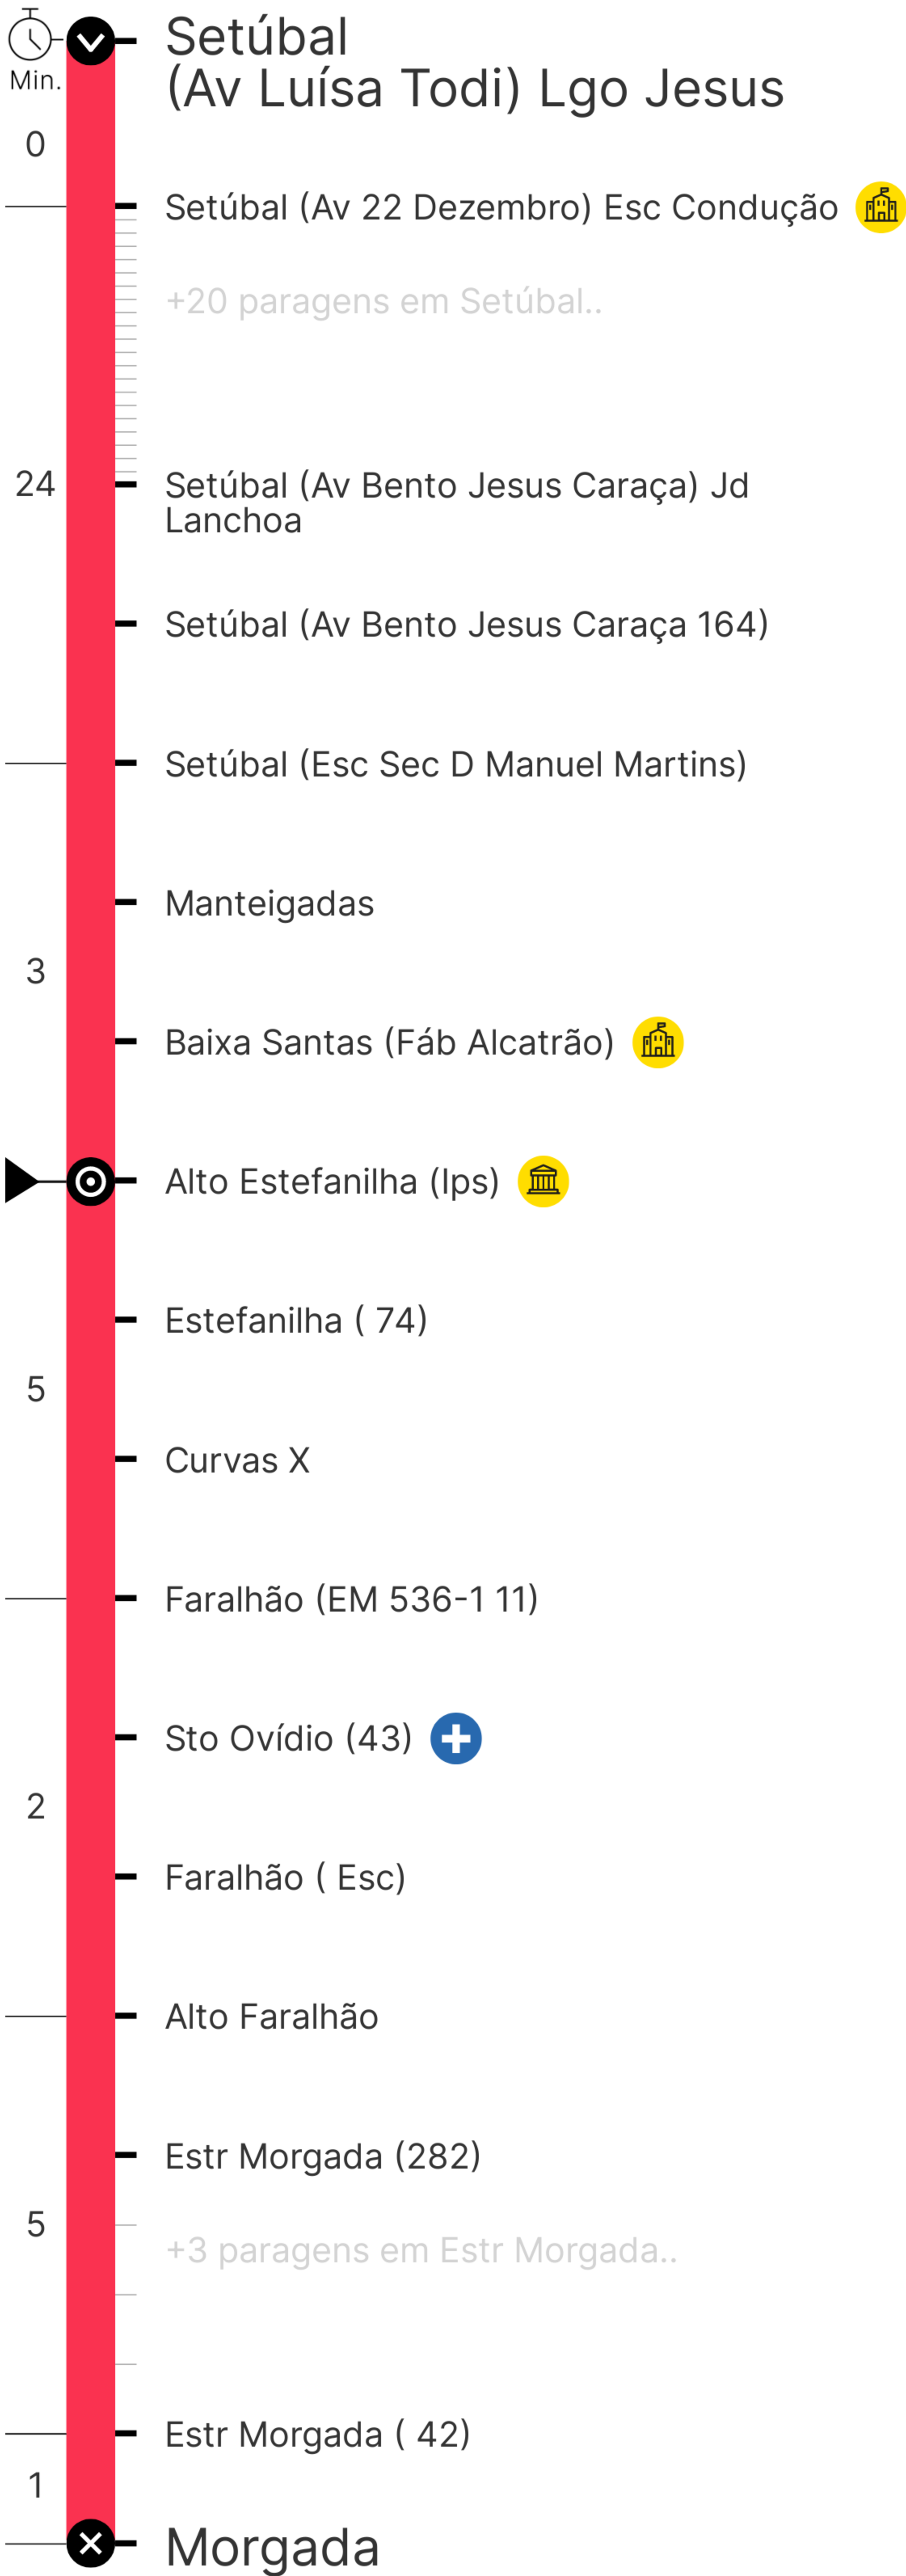 Min.
Setúbal
(Av Luísa Todi) Lgo Jesus
0
Setúbal (Av 22 Dezembro) Esc Condução
+20 paragens em Setúbal..
24
Setúbal (Av Bento Jesus Caraça) Jd
Lanchoa
Setúbal (Av Bento Jesus Caraça 164)
Setúbal (Esc Sec D Manuel Martins)
Manteigadas
3
Baixa Santas (Fáb Alcatrão)
Alto Estefanilha (Ips)
Estefanilha ( 74)
5
Curvas X
Faralhão (EM 536-1 11)
Sto Ovídio (43)
2
Faralhão ( Esc)
Alto Faralhão
Estr Morgada (282)
5
+3 paragens em Estr Morgada..
Estr Morgada ( 42)
1
Morgada